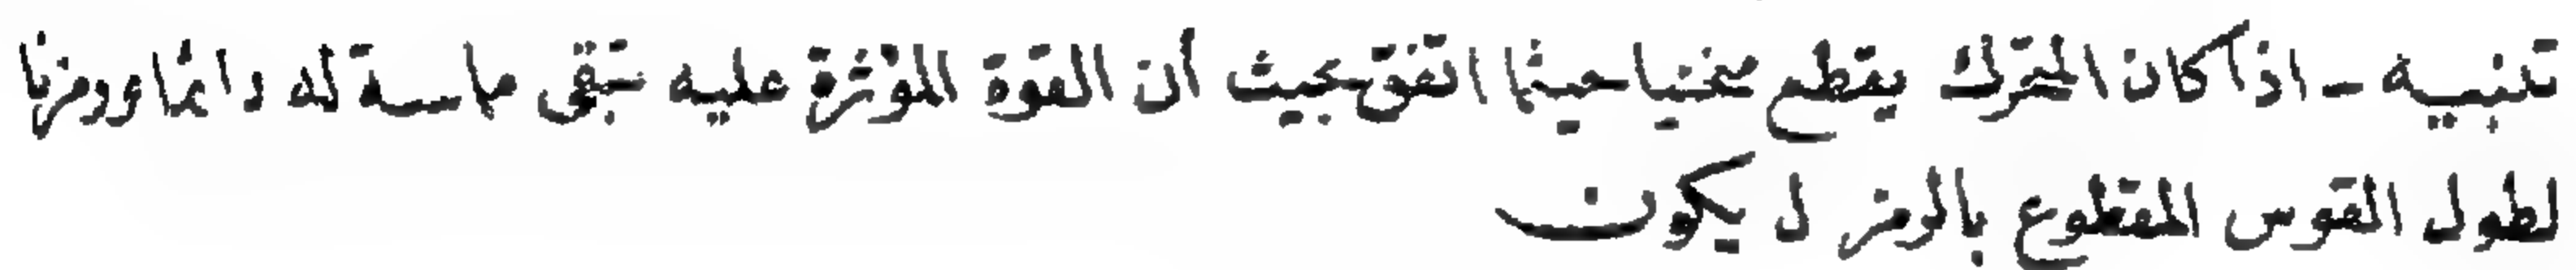 تنبيه - اذا كان المتحرك يقطع منحنيا حيثما اتفق بحيث أن القوة المؤثرة عليه تبقى مماسة له دائما ورمزنا
لطول القوس المقطوع بالرمز ل يكون